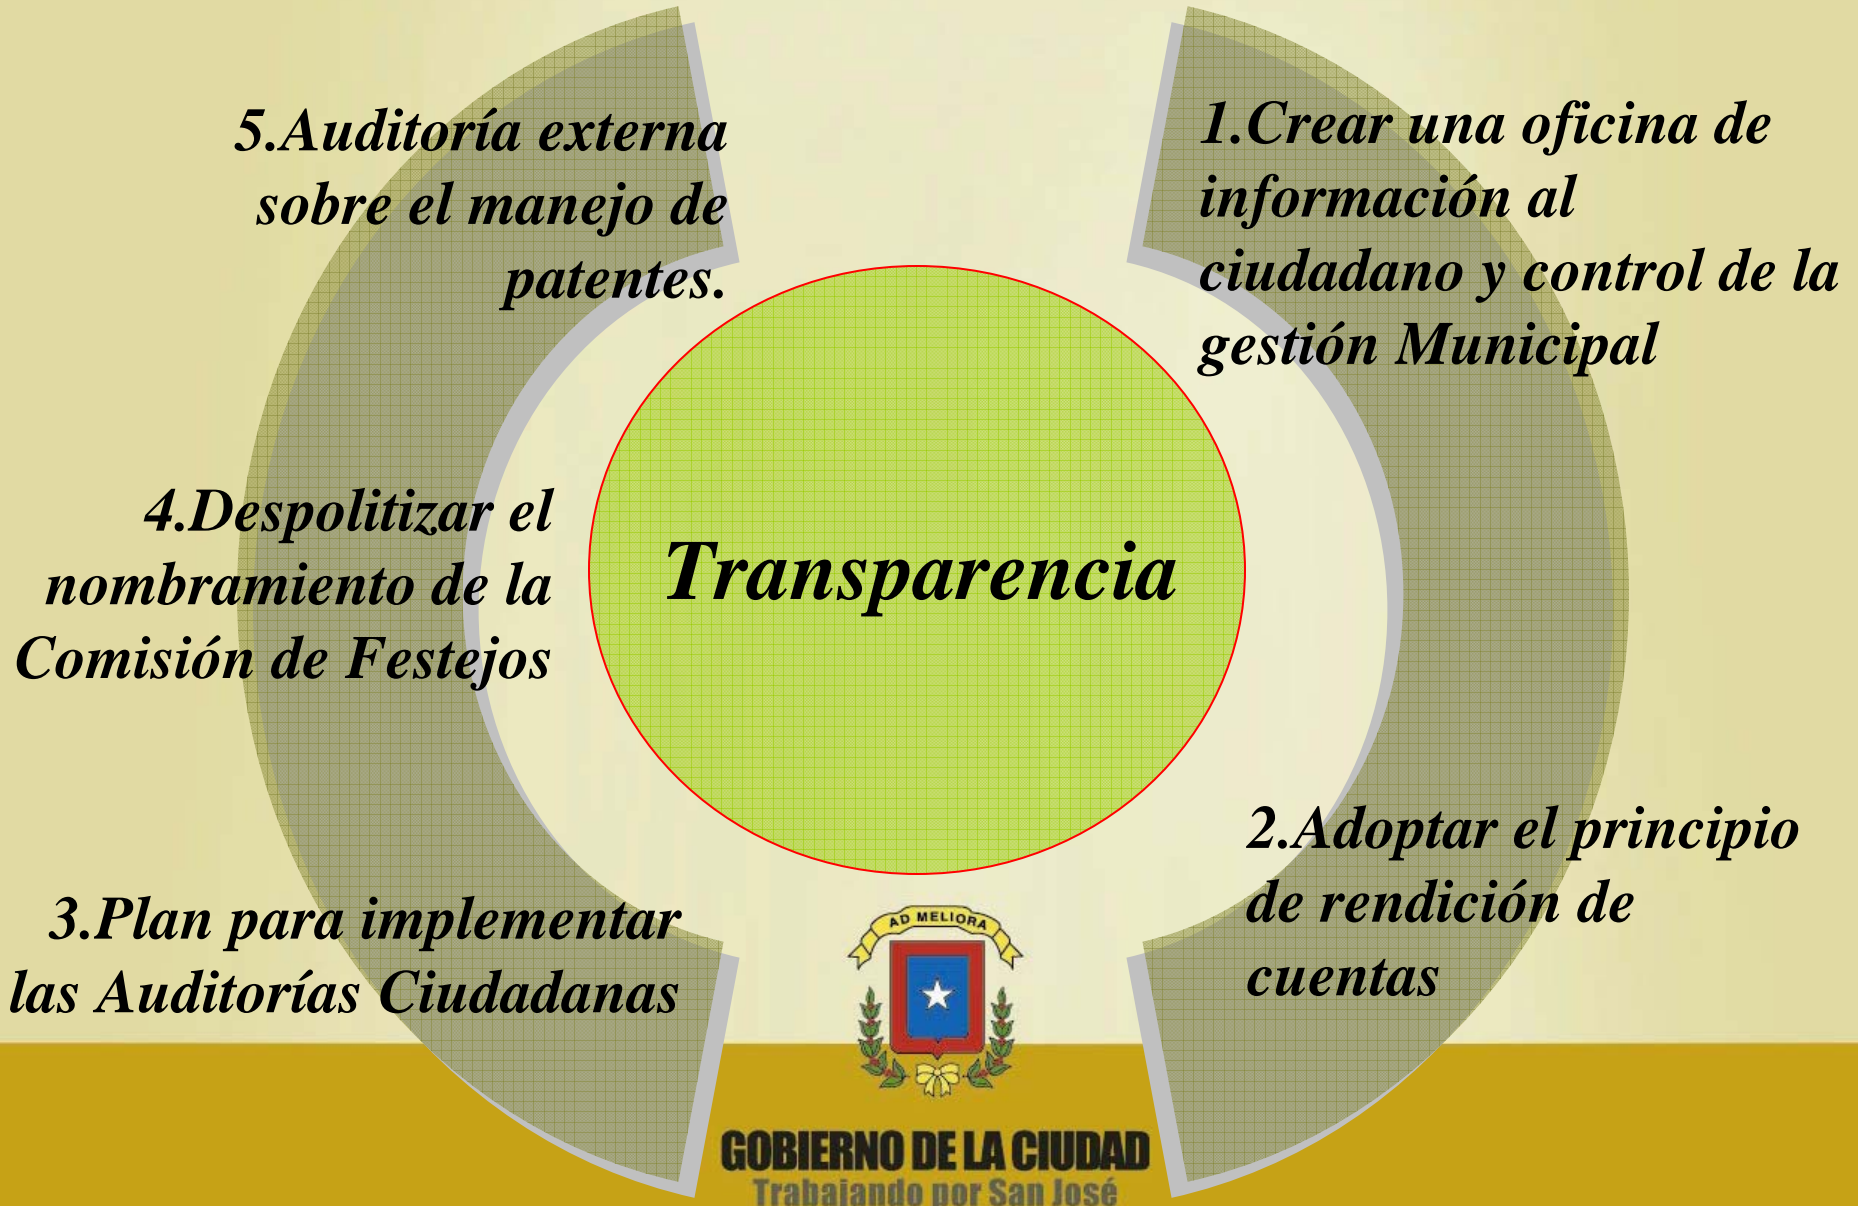 5.Auditoría externa
sobre el manejo de
patentes.
1.Crear una oficina de
información al
ciudadano y control de la
gestión Municipal
4.Despolitizar el
nombramiento de la
Comisión de Festejos
Transparencia
2.Adoptar el principio
de rendición de
cuentas
3.Plan para implementar
las Auditorías Ciudadanas
AD MELIORA
GOBIERNO DE LA CIUDAD
Trabajando por San José